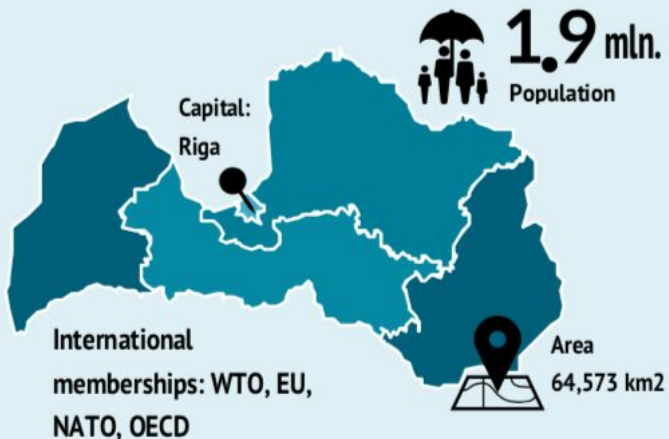 1.9 mln.
Population
Capital:
Riga
International
memberships: WTO, EU,
NATO, OECD
Area
64,573 km2